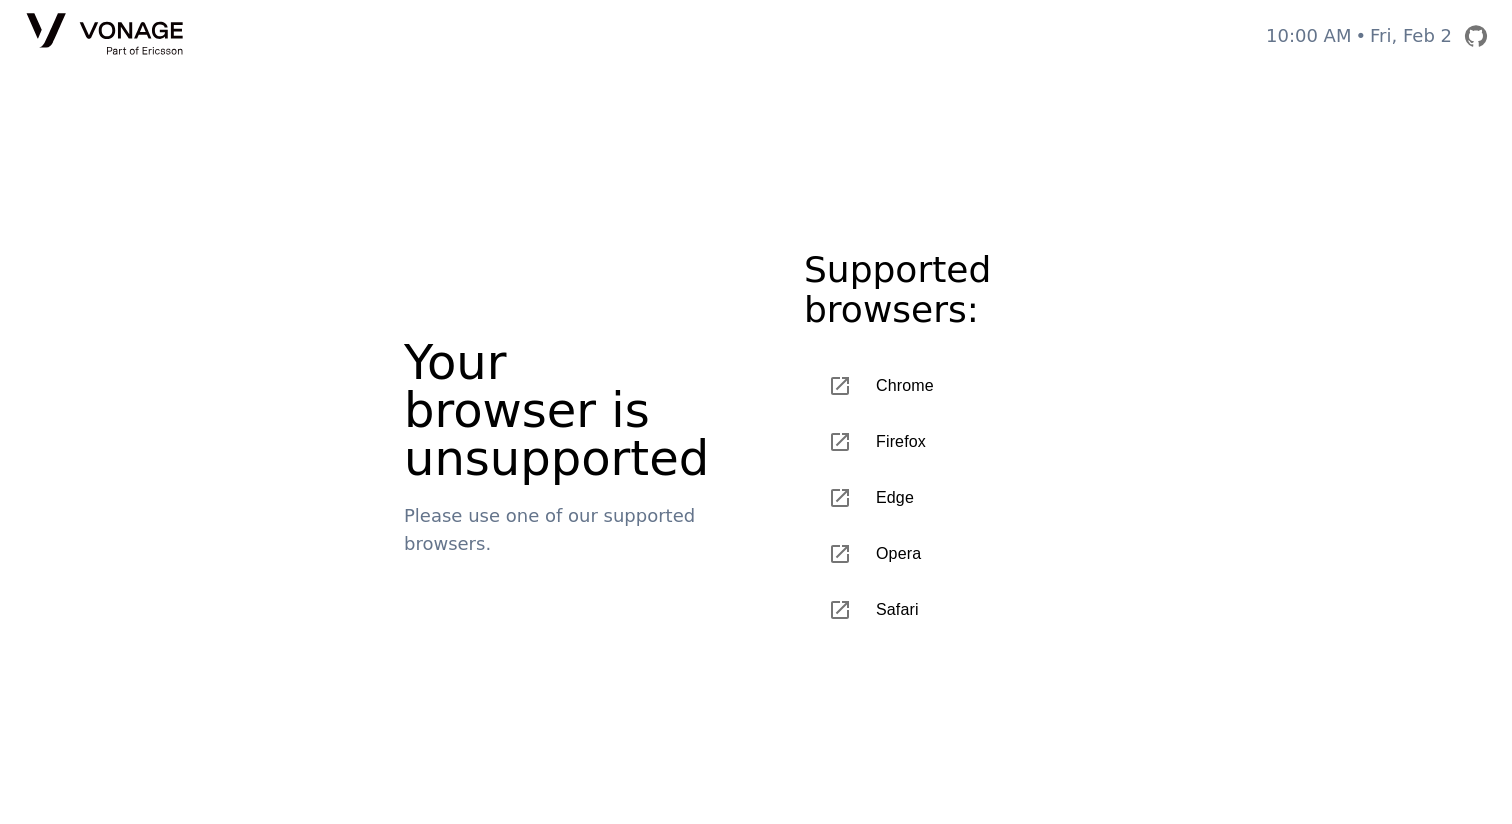 VONAGE
Part of Ericsson
10:00 AM • Fri, Feb 2
Your
browser is
unsupported
Please use one of our supported
browsers.
Supported
browsers:
Chrome
Firefox
Edge
Opera
Safari